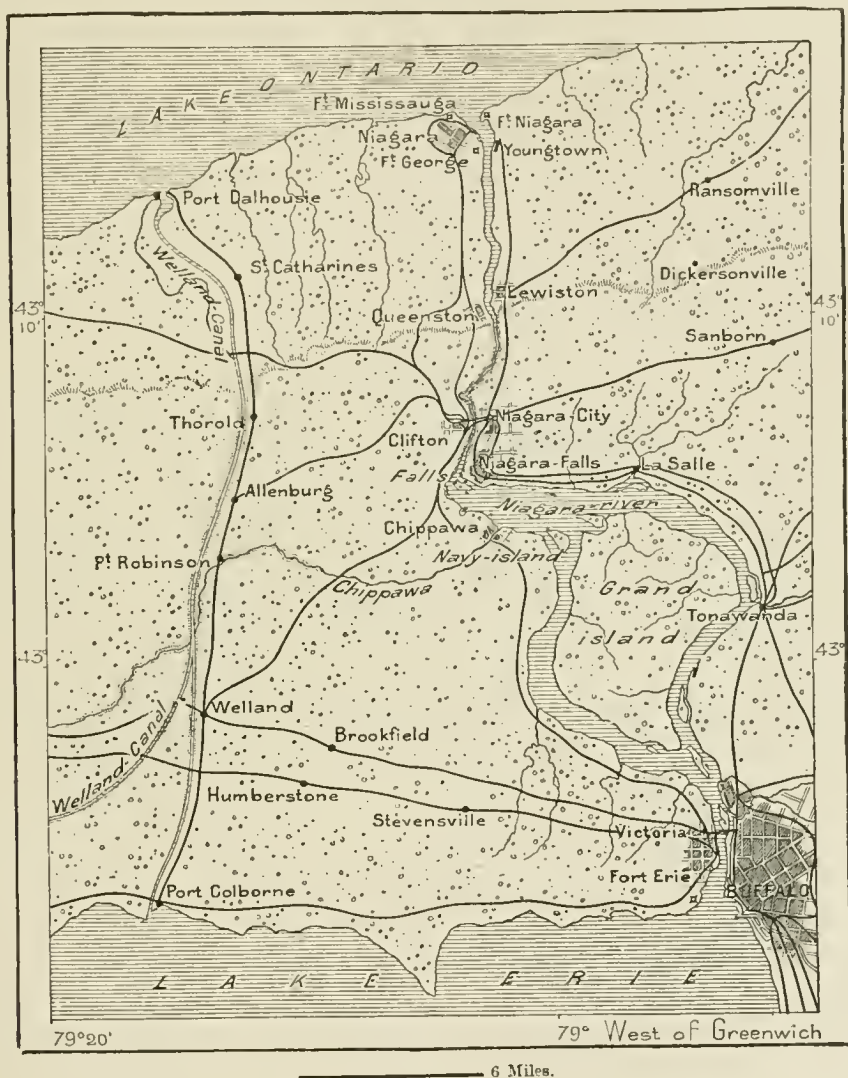 LAKE ONTARIO
Ft Mississauga
Ft Niagara
Niagara
Youngtown
Ft George
Ransomville
Port Dalhousie
Welland Canal
St Catharines
Dickersonville
Lewiston
43° 10'
43° 10'
Queenston
Sanborn
Thorold
Niagara-City
Clifton
Falls
Niagara-Falls
La Salle
Allenburg
Niagara-river
Chippawa
Pt Robinson
Navy-island
Chippawa
Grand island
Tonawanda
43°
43°
Welland
Brookfield
Welland Canal
Humberstone
Stevensville
Victoria
Port Colborne
Fort Erie
BUFFALO
LAKE ERIE
79°20'
79° West of Greenwich
6 Miles.